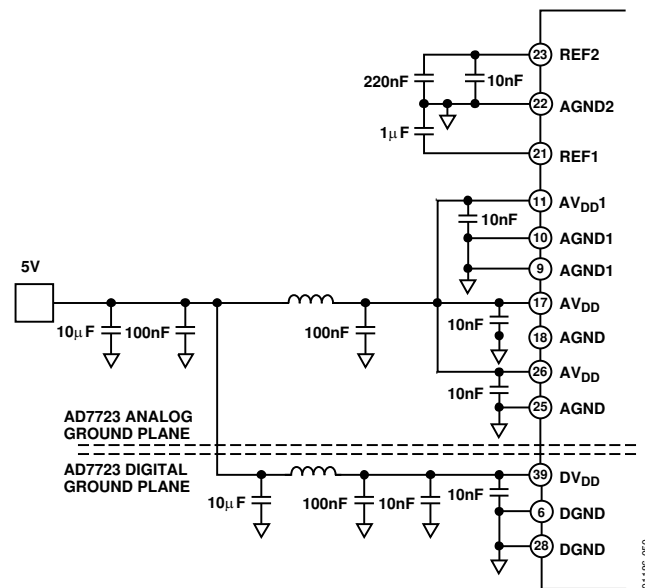 23 REF2
220nF 10nF
22 AGND2
1μF
21 REF1
11 AVDD1
10nF
10 AGND1
9 AGND1
5V
17 AVDD
10μF 100nF 100nF 10nF
18 AGND
26 AVDD
10nF
25 AGND
AD7723 ANALOG
GROUND PLANE
AD7723 DIGITAL
GROUND PLANE
39 DVDD
10μF 100nF 10nF 10nF
6 DGND
28 DGND